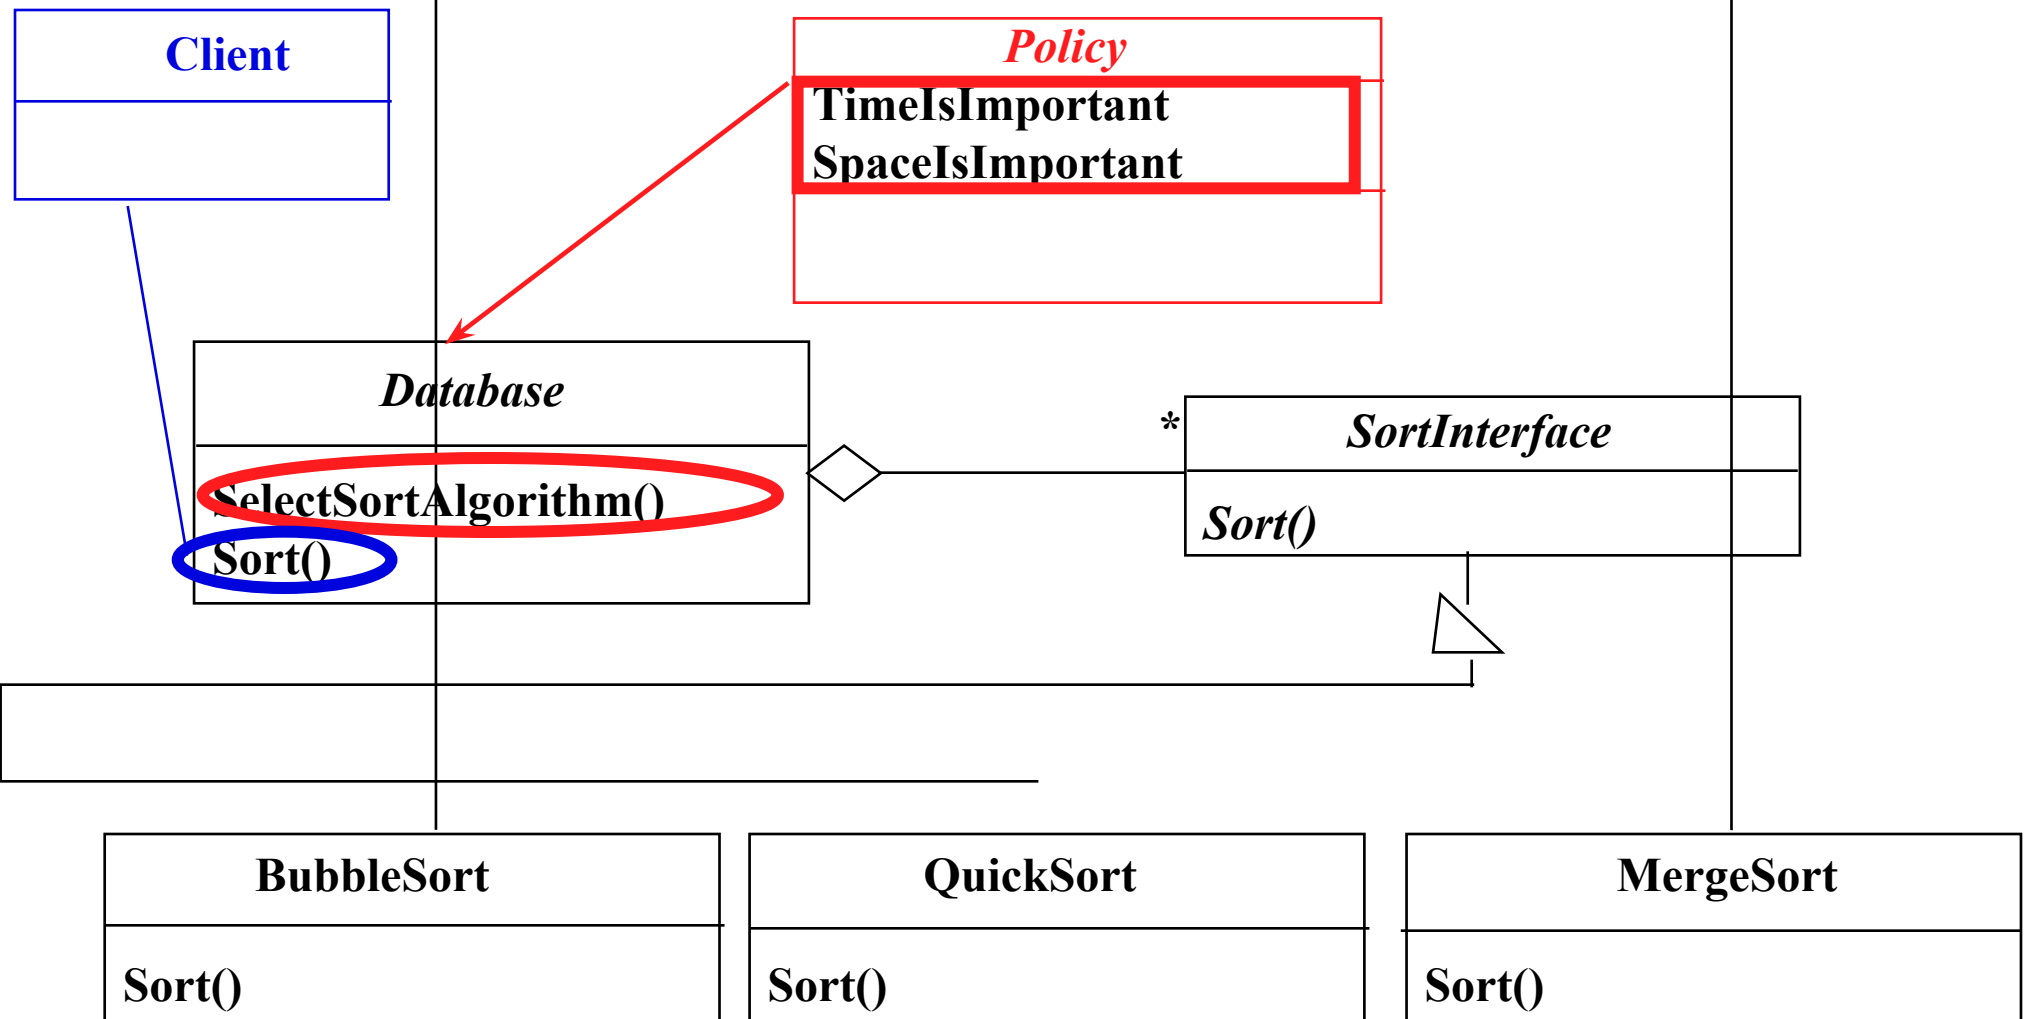 Client
Policy
TimeIsImportant
SpaceIsImportant
Database
SelectSortAlgorithm()
Sort()
*
SortInterface
Sort()
BubbleSort
Sort()
QuickSort
Sort()
MergeSort
Sort()